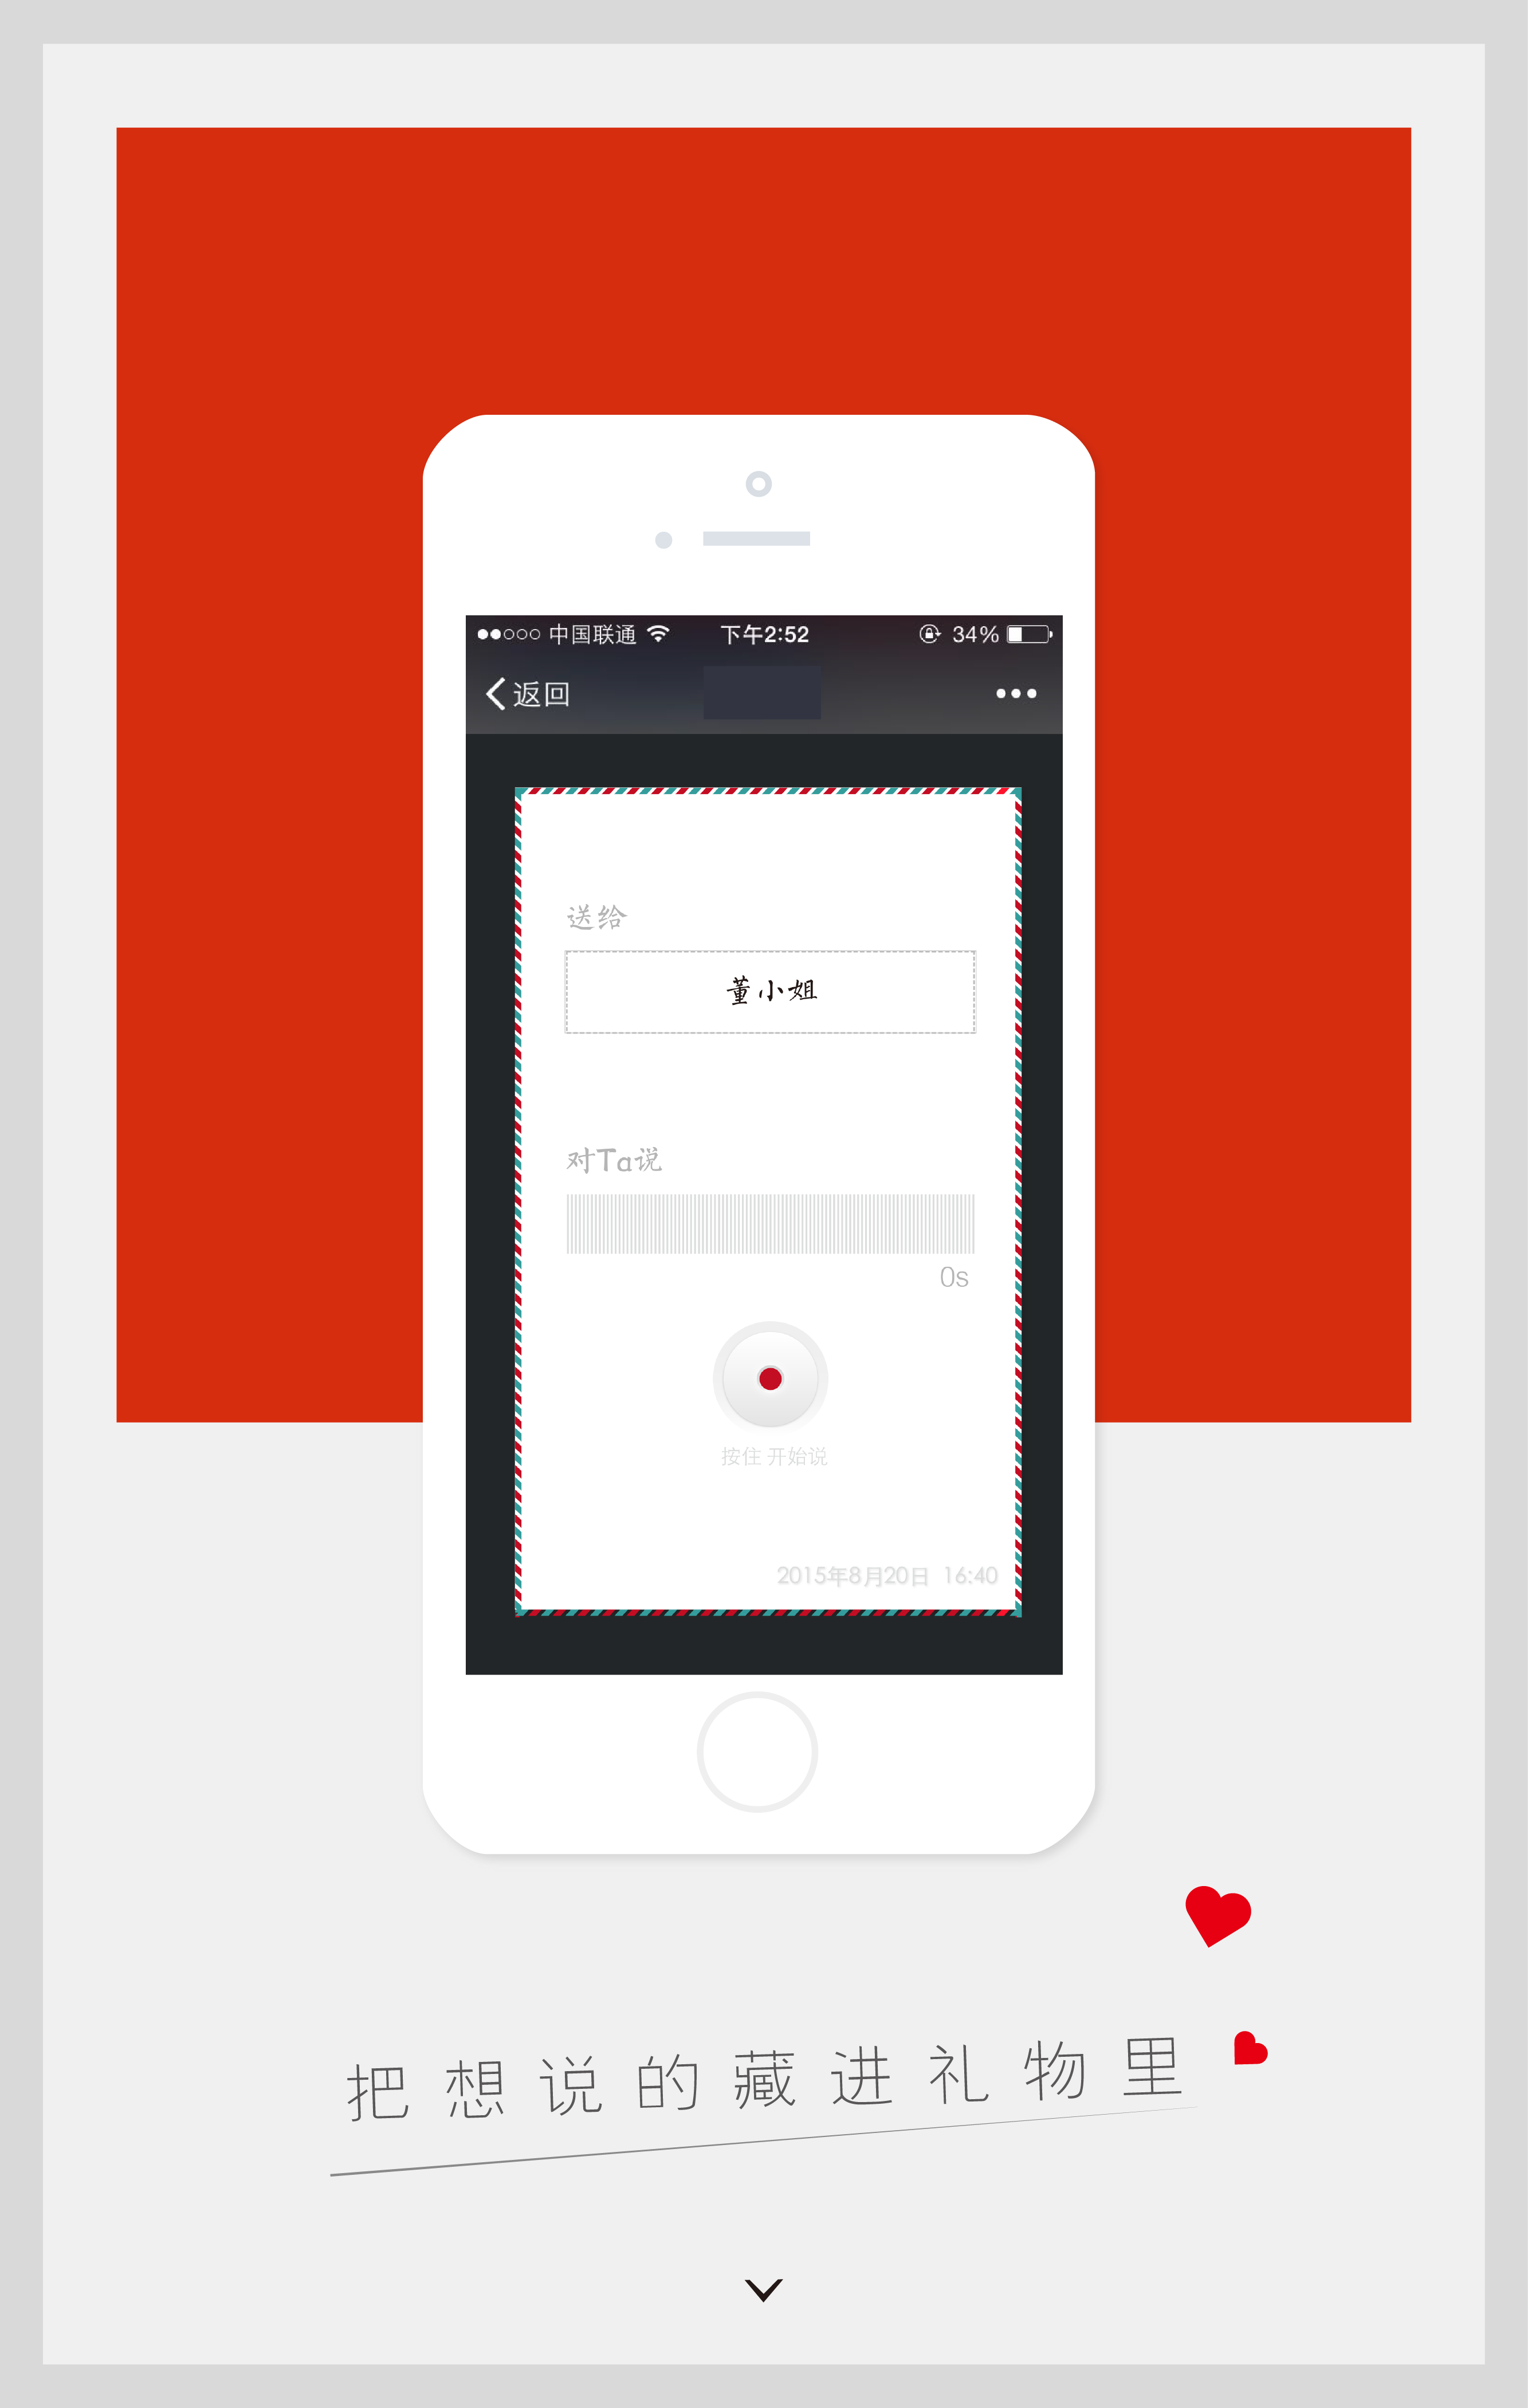 中国联通 下午2:52 34%
返回
送给
董小姐
对Ta说
0s
按住 开始说
2015年8月20日 16:40
把想说的藏进礼物里